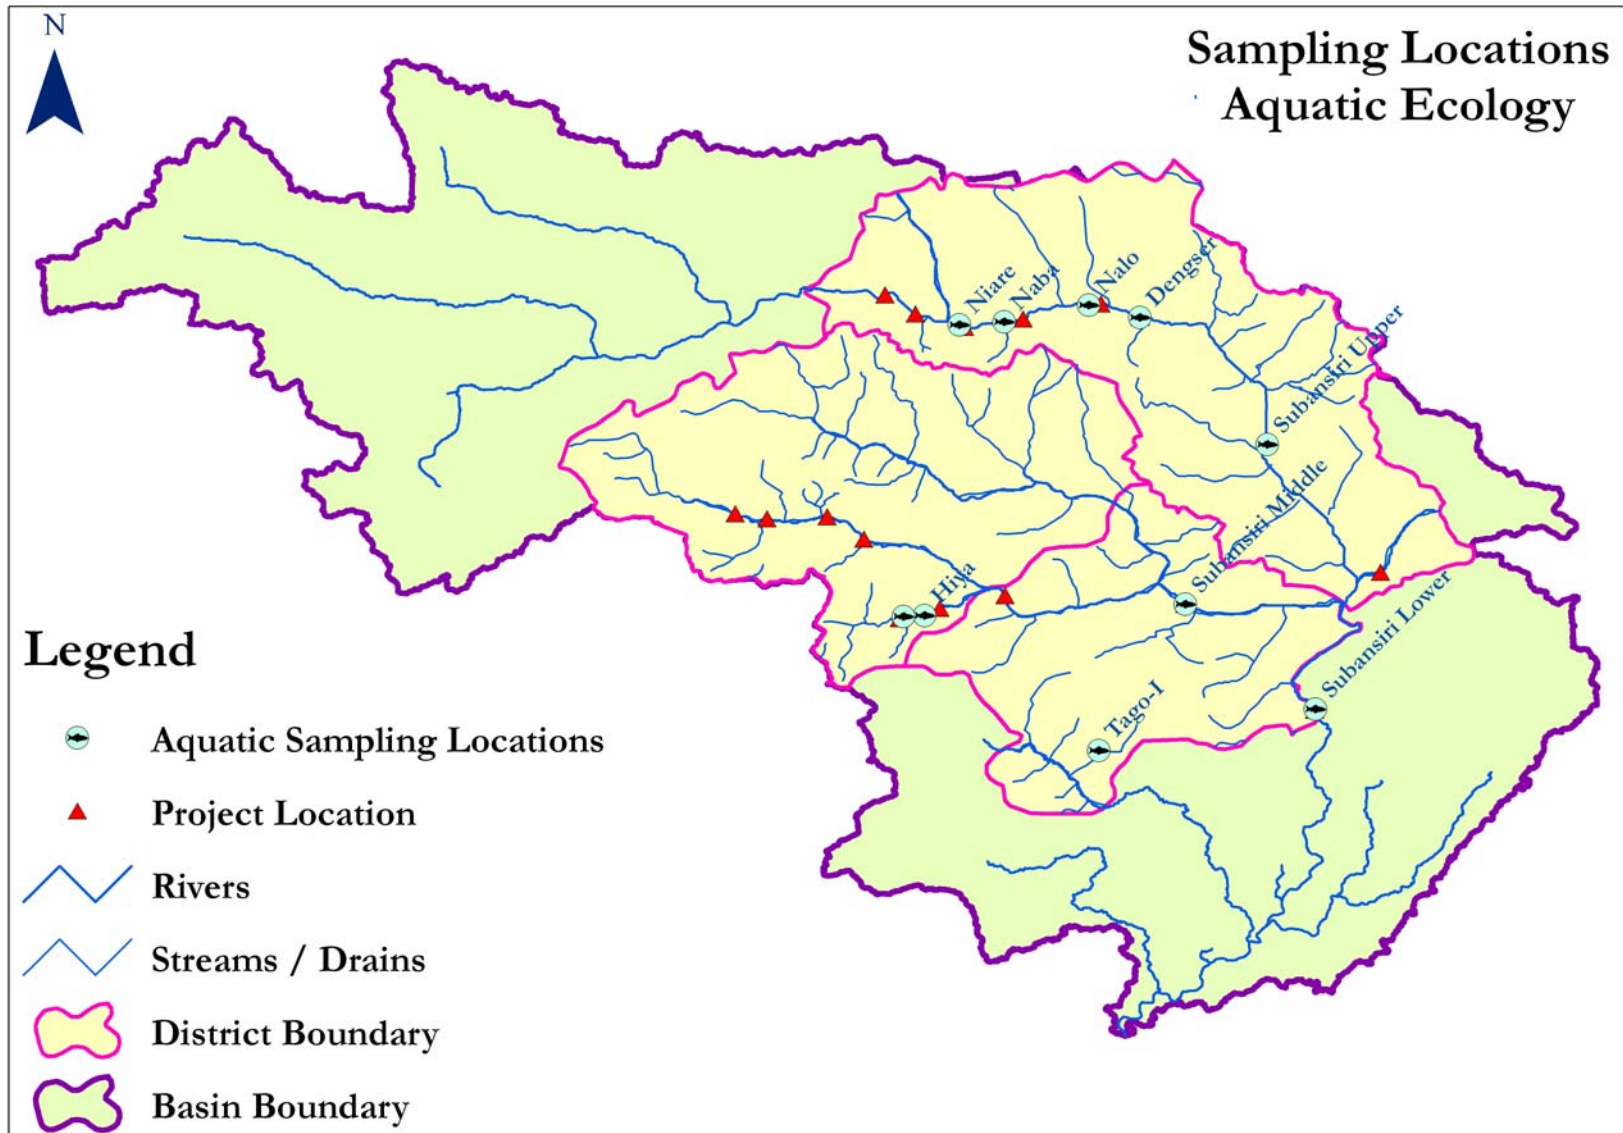 N
Sampling Locations
Aquatic Ecology
Niare
Naba
Nalo
Dengser
Subansiri Upper
Subansiri Middle
Hiya
Subansiri Lower
Tago-I
Legend
Aquatic Sampling Locations
Project Location
Rivers
Streams / Drains
District Boundary
Basin Boundary